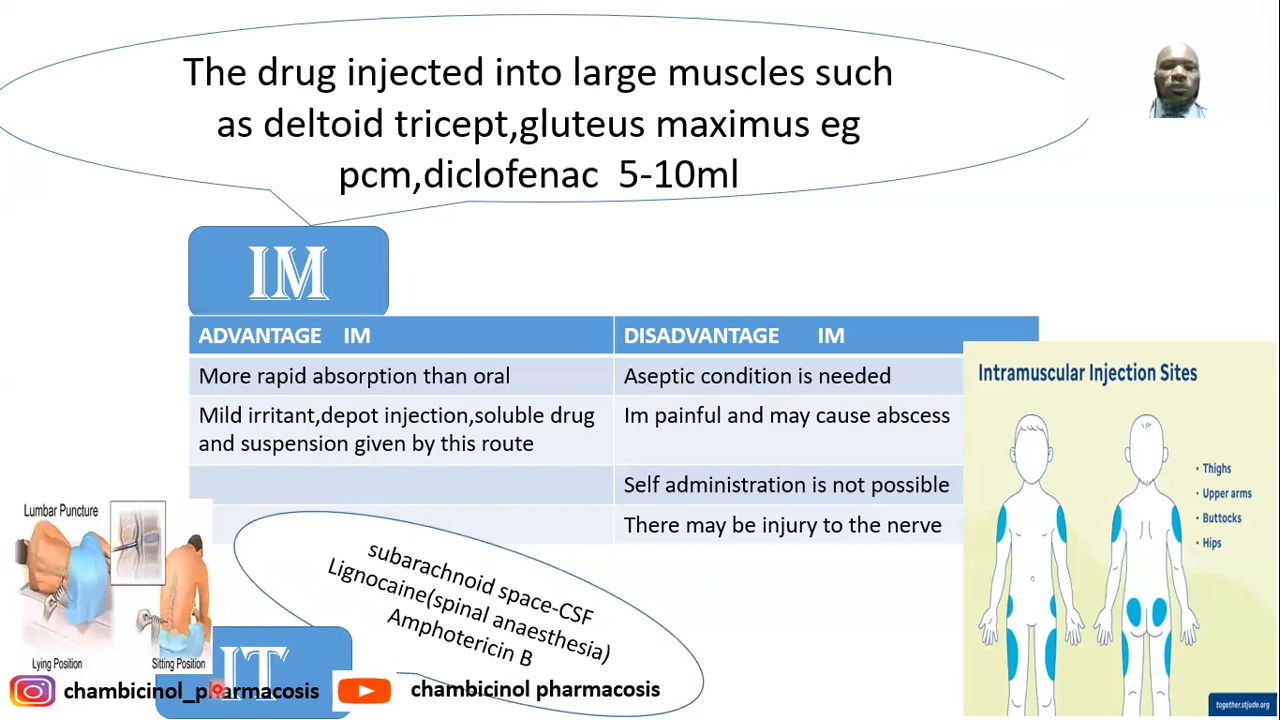 The drug injected into large muscles such
as deltoid tricept,gluteus maximus eg
pcm,diclofenac 5-10ml
IM
ADVANTAGE IM
DISADVANTAGE IM
More rapid absorption than oral
Aseptic condition is needed
Mild irritant,depot injection,soluble drug
and suspension given by this route
Im painful and may cause abscess
Self administration is not possible
There may be injury to the nerve
Intramuscular Injection Sites
• Thighs
• Upper arms
• Buttocks
• Hips
together.stjude.org
Lumbar Puncture
Lying Position
Sitting Position
subarachnoid space-CSF
Lignocaine(spinal anaesthesia)
Amphotericin B
IT
chambicinol_pharmacosis
chambicinol pharmacosis